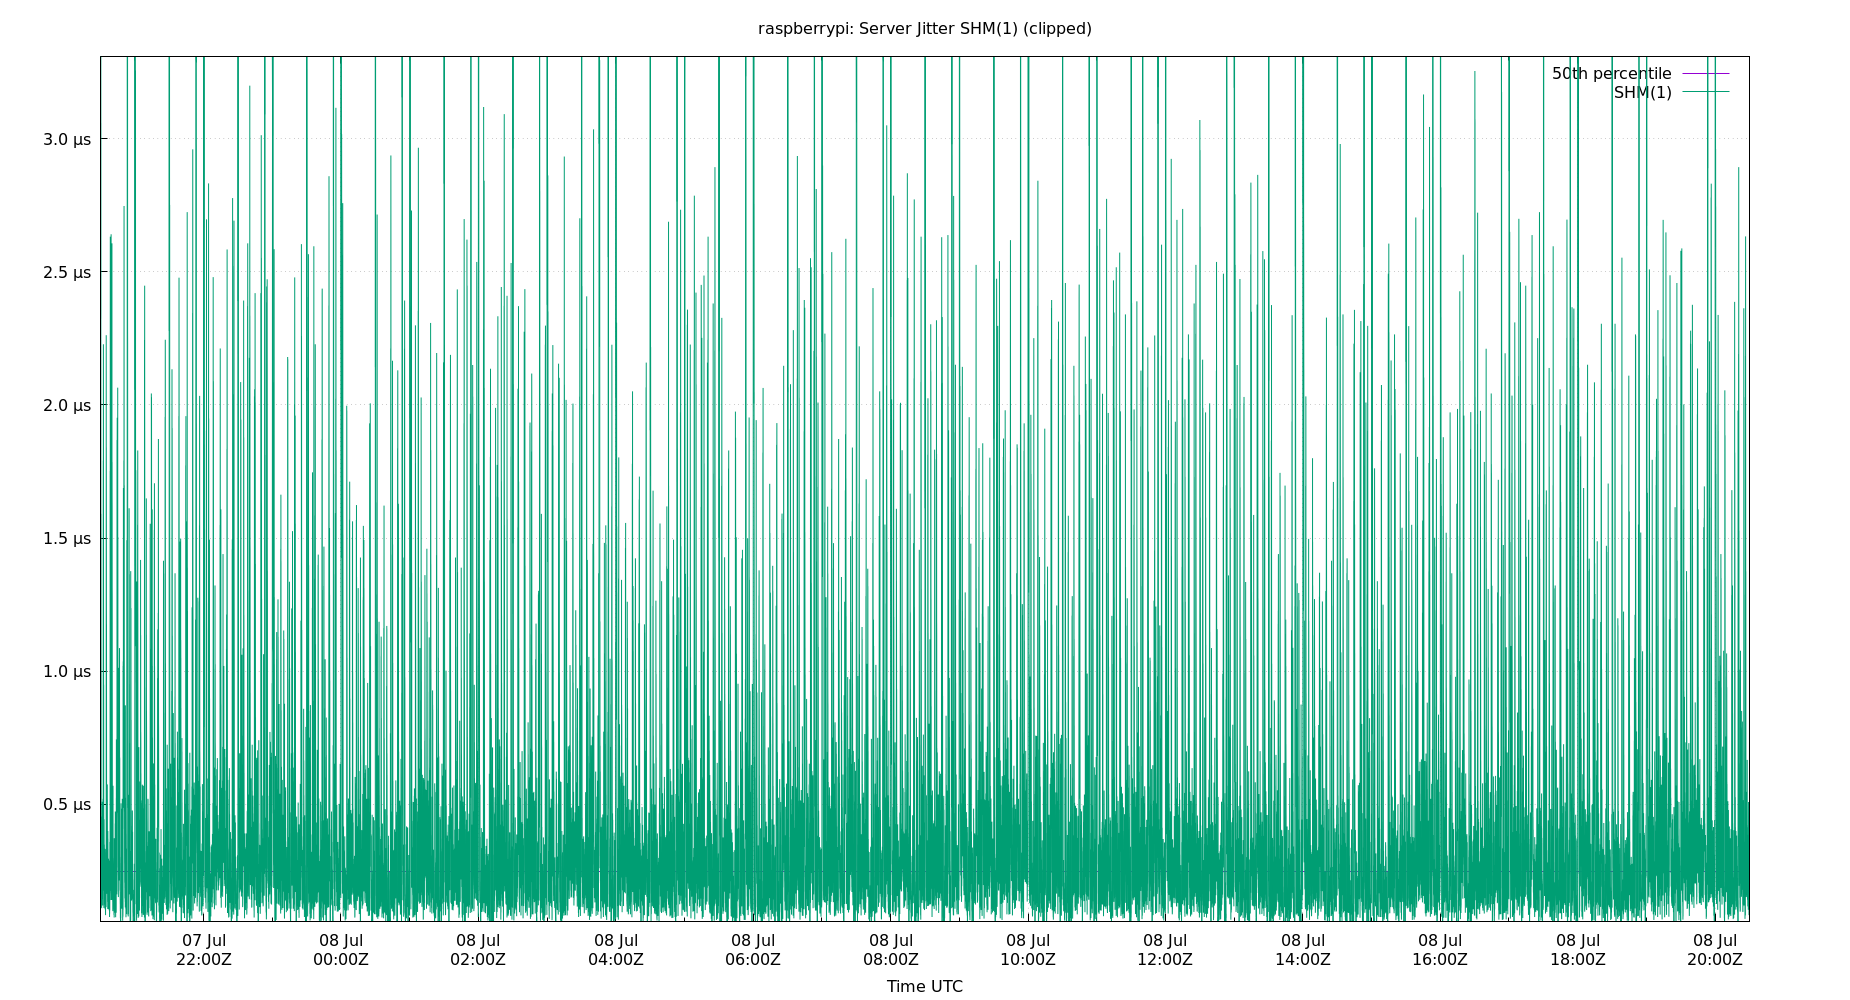 raspberrypi: Server Jitter SHM(1) (clipped)
50th percentile
SHM(1)
3.0 µs
2.5 µs
2.0 µs
1.5 µs
1.0 µs
0.5 µs
07 Jul 08 Jul 08 Jul 08 Jul 08 Jul 08 Jul 08 Jul 08 Jul 08 Jul 08 Jul 08 Jul 08 Jul
22:00Z 00:00Z 02:00Z 04:00Z 06:00Z 08:00Z 10:00Z 12:00Z 14:00Z 16:00Z 18:00Z 20:00Z
Time UTC